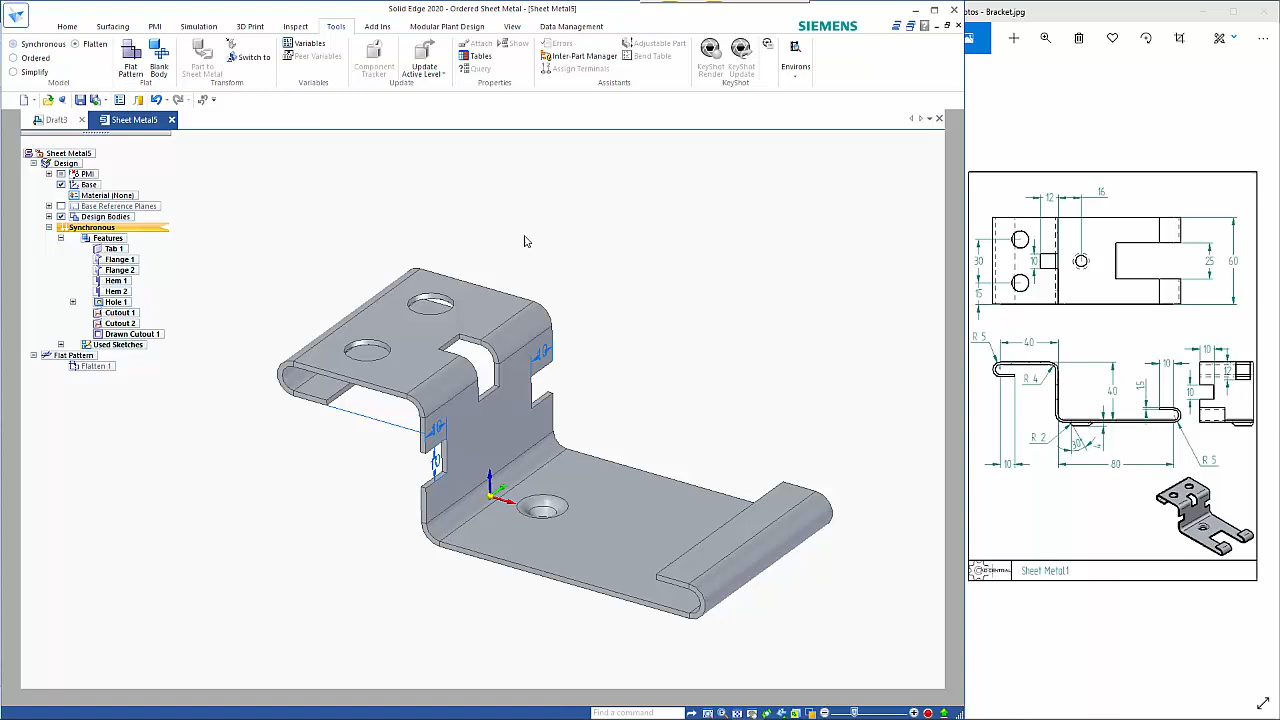 Solid Edge 2020 - Ordered Sheet Metal - [Sheet Metal5]
otos - Bracket.jpg
Home Sketching Surfacing PMI Simulation 3D Print Inspect Tools Add Ins Modular Plant Design View Data Management
SIEMENS
Synchronous Flatten
Ordered
Simplify
Model
Flat Pattern
Blank Body
Flat
Part to Sheet Metal
Switch to
Transform
Variables
Peer Variables
Variables
Component Tracker
Update Active Level
Update
Attach Show
Tables
Query
Properties
Errors
Inter-Part Manager
Assign Terminals
Adjustable Part
Bend Table
Assistants
KeyShot Render
KeyShot Update
KeyShot
Environs
Draft3
Sheet Metal5
Sheet Metal5
Design
PMI
Base
Material (None)
Base Reference Planes
Design Bodies
Synchronous
Features
Tab 1
Flange 1
Flange 2
Hem 1
Hem 2
Hole 1
Cutout 1
Cutout 2
Drawn Cutout 1
Used Sketches
Flat Pattern
Flatten 1
10
10
10
12 16
30 10 25 60
15
R 5 40 10 10
R 4 15 40 10 12
R 2 30°
10 80 R 5
Sheet Metal1
Find a command